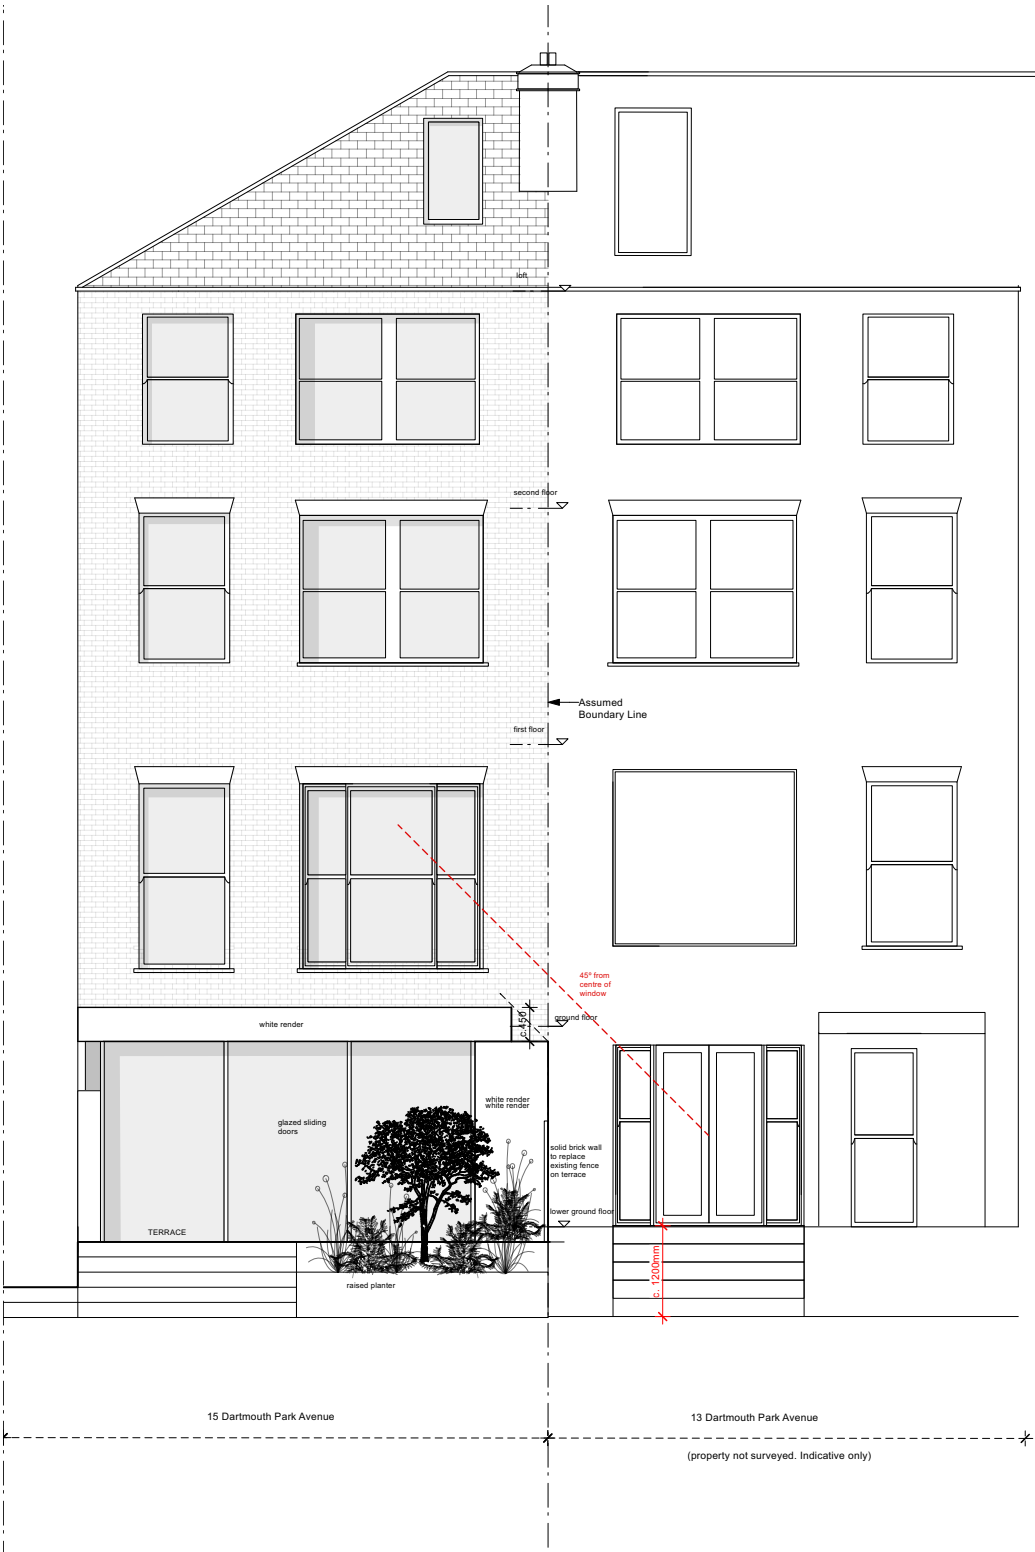 loft
second floor
Assumed
Boundary Line
first floor
45º from
centre of
window
c.450
ground floor
white render
white render
white render
glazed sliding
doors
solid brick wall
to replace
existing fence
on terrace
lower ground floor
TERRACE
c. 1200mm
raised planter
15 Dartmouth Park Avenue
13 Dartmouth Park Avenue
(property not surveyed. Indicative only)